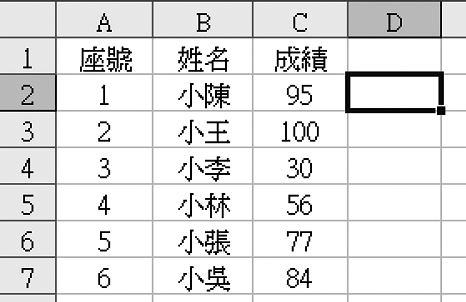 A B C D
1 座號 姓名 成績
2 1 小陳 95
3 2 小王 100
4 3 小李 30
5 4 小林 56
6 5 小張 77
7 6 小吳 84